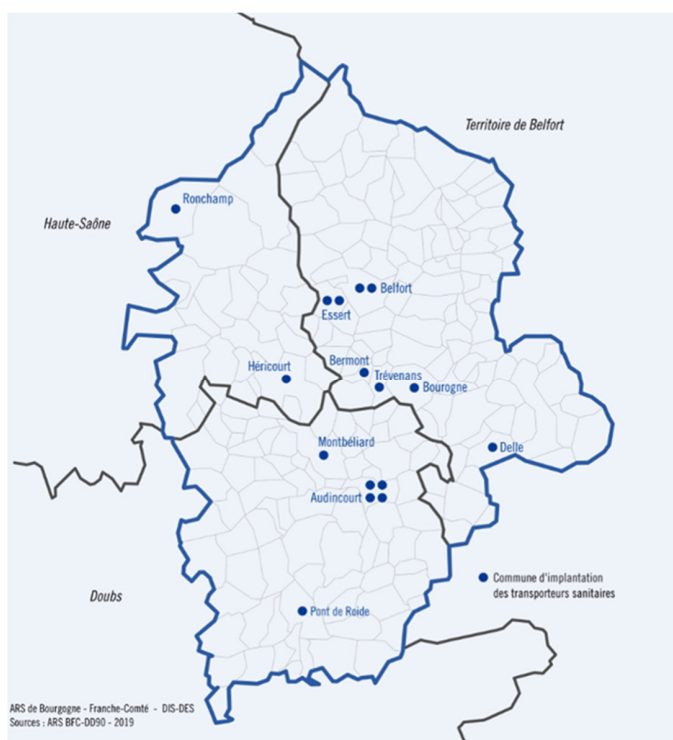 Territoire de Belfort
Ronchamp
Haute-Saône
Belfort
Essert
Bermont
Héricourt
Trévenans
Bourogne
Montbéliard
Delle
Audincourt
Commune d'implantation
des transporteurs sanitaires
Doubs
Pont de Roide
ARS de Bourgogne - Franche-Comté - DIS-DES
Sources : ARS BFC-DD90 - 2019